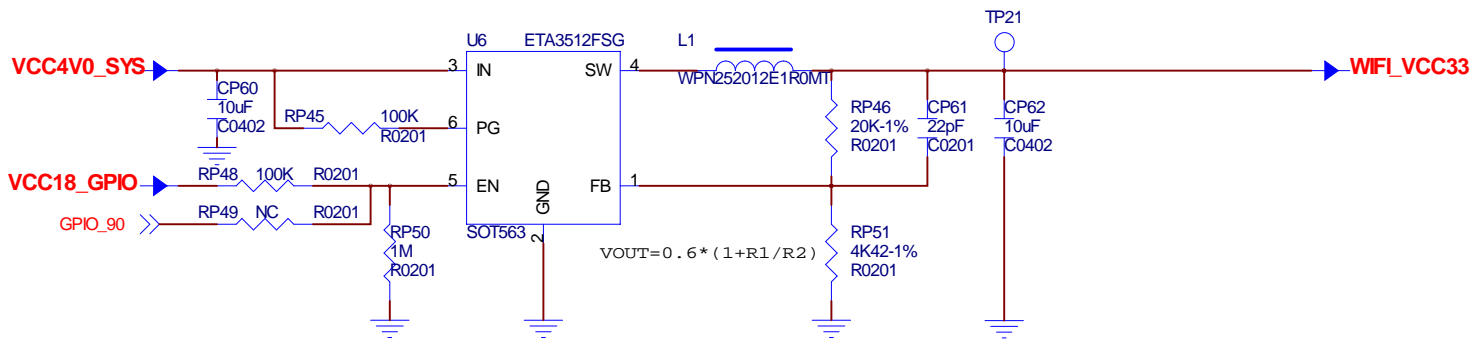 TP21
U6 ETA3512FSG L1
VCC4V0_SYS 3 IN SW 4 WIFI_VCC33
WPN252012E1R0MT
CP60
10uF
C0402
RP45 100K
R0201
6 PG
RP46
20K-1%
R0201
CP61
22pF
C0201
CP62
10uF
C0402
VCC18_GPIO RP48 100K R0201 5 EN FB 1
GND
GPIO_90 RP49 NC R0201
SOT563 2
RP50
1M
R0201
VOUT=0.6*(1+R1/R2)
RP51
4K42-1%
R0201